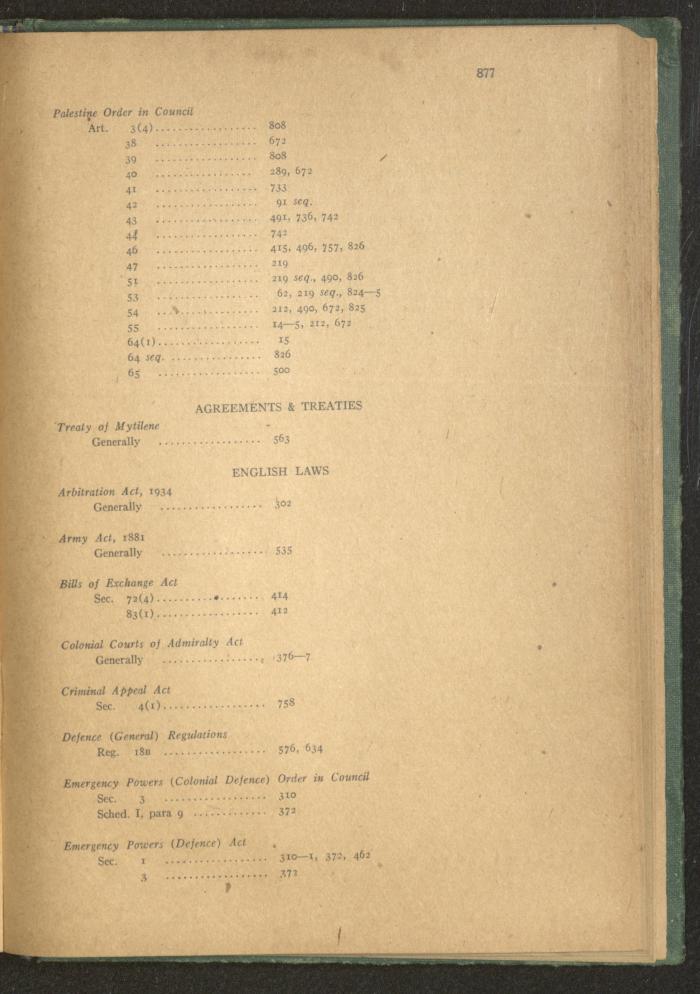 877
Palestine Order in Council
Art. 3(4).................. 808
38 .................. 672
39 .................. 808
40 .................. 289, 672
41 .................. 733
42 .................. 91 seq.
43 .................. 491, 736, 742
44 .................. 742
46 .................. 415, 496, 757, 826
47 .................. 219
51 .................. 219 seq., 490, 826
53 .................. 62, 219 seq., 824—5
54 .................. 212, 490, 672, 825
55 .................. 14—5, 212, 672
64(1).................. 15
64 seq. ................ 826
65 .................. 500
AGREEMENTS & TREATIES
Treaty of Mytilene
Generally .................. 563
ENGLISH LAWS
Arbitration Act, 1934
Generally .................. 302
Army Act, 1881
Generally .................. 535
Bills of Exchange Act
Sec. 72(4)................... 414
83(1).................. 412
Colonial Courts of Admiralty Act
Generally .................. 376—7
Criminal Appeal Act
Sec. 4(1).................. 758
Defence (General) Regulations
Reg. 18B .................. 576, 634
Emergency Powers (Colonial Defence) Order in Council
Sec. 3 .................. 310
Sched. I, para 9 ............. 372
Emergency Powers (Defence) Act
Sec. 1 .................. 310—1, 372, 462
3 .................. 372